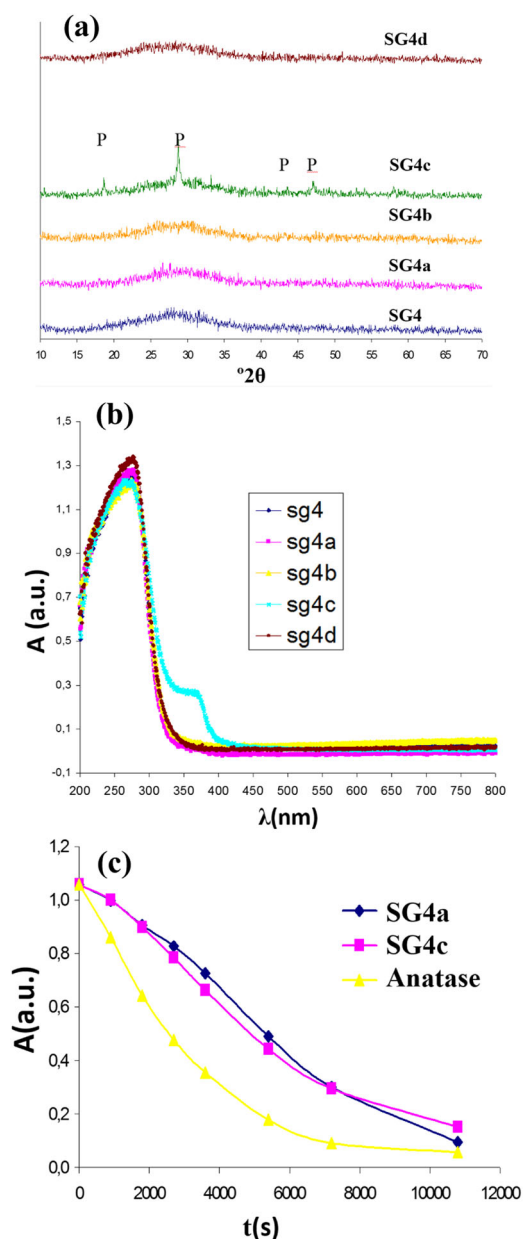 (a)
SG4d
P P P P
SG4c
SG4b
SG4a
SG4
10 15 20 25 30 35 40 45 50 55 60 65 70
º2θ
(b)
1,5
1,3
1,1
0,9
0,7
0,5
0,3
0,1
-0,1
A (a.u.)
sg4
sg4a
sg4b
sg4c
sg4d
200 250 300 350 400 450 500 550 600 650 700 750 800
λ(nm)
(c)
1,2
1,0
0,8
0,6
0,4
0,2
0,0
A(a.u.)
SG4a
SG4c
Anatase
0 2000 4000 6000 8000 10000 12000
t(s)